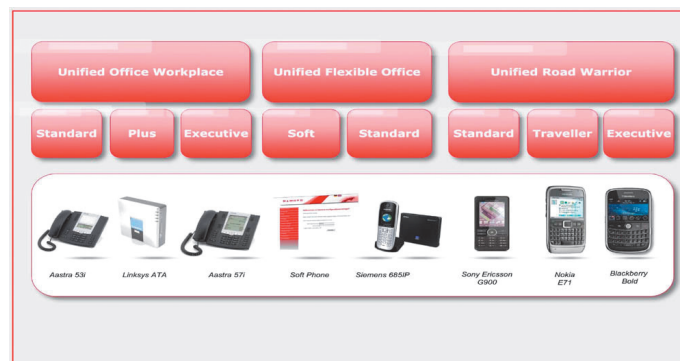 Unified Office Workplace
Unified Flexible Office
Unified Road Warrior
Standard
Plus
Executive
Soft
Standard
Standard
Traveller
Executive
Aastra 53i
Linksys ATA
Aastra 57i
Soft Phone
Siemens 685IP
Sony Ericsson
G900
Nokia
E71
Blackberry
Bold